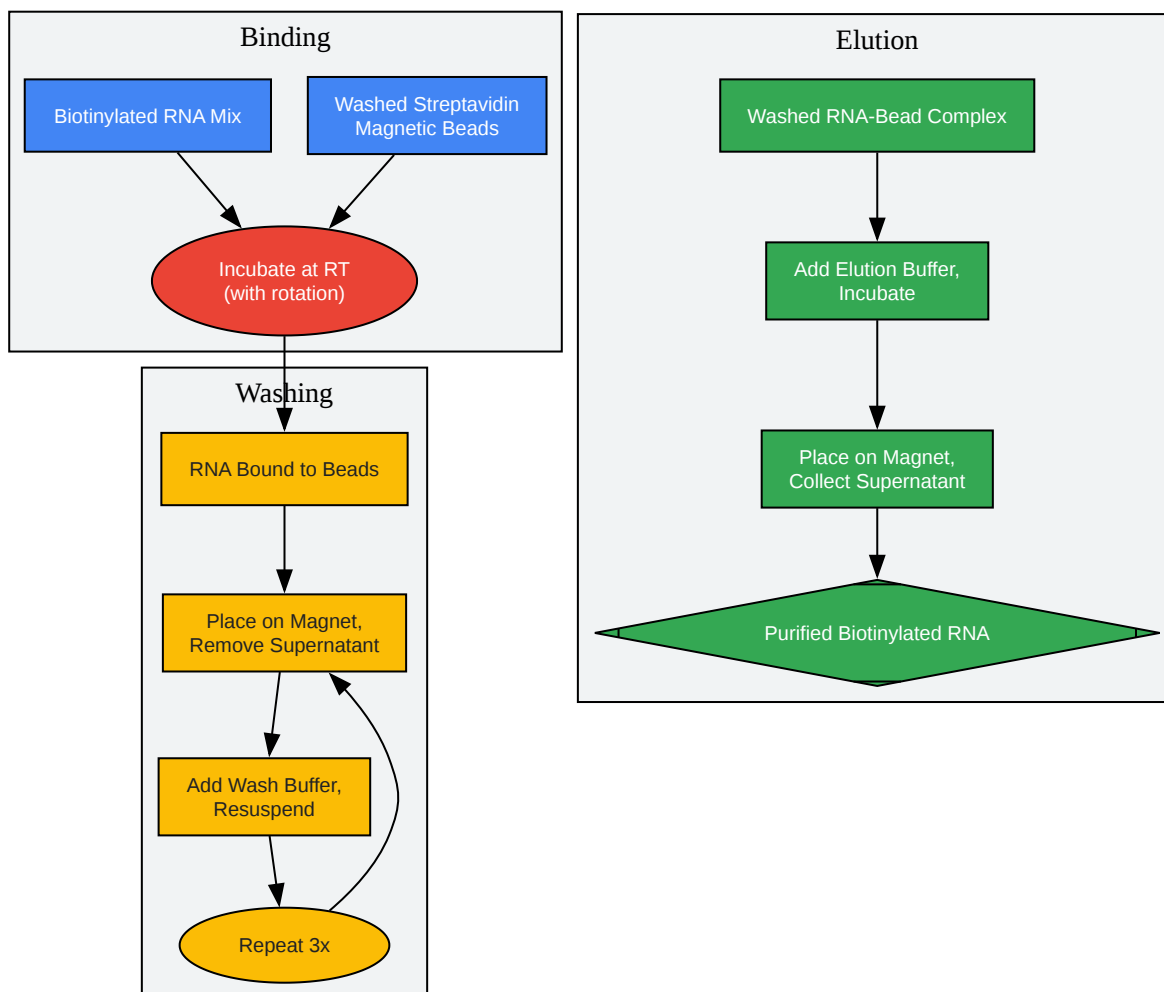 Binding
Biotinylated RNA Mix
Washed Streptavidin
Magnetic Beads
Incubate at RT
(with rotation)
Washing
RNA Bound to Beads
Place on Magnet,
Remove Supernatant
Add Wash Buffer,
Resuspend
Repeat 3x
Elution
Washed RNA-Bead Complex
Add Elution Buffer,
Incubate
Place on Magnet,
Collect Supernatant
Purified Biotinylated RNA